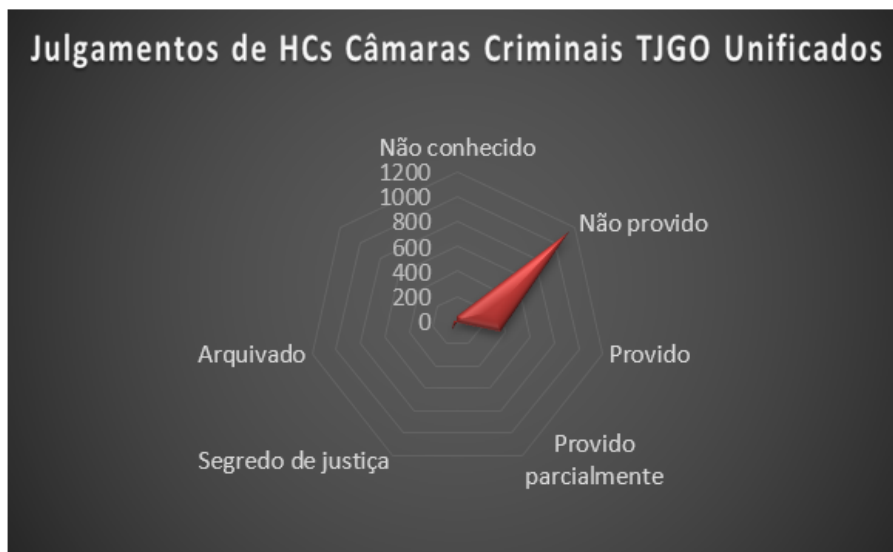 Julgamentos de HCs Câmaras Criminais TJGO Unificados
Não conhecido
1200
1000
800
600
400
200
0
Não provido
Provido
Provido
parcialmente
Segredo de justiça
Arquivado